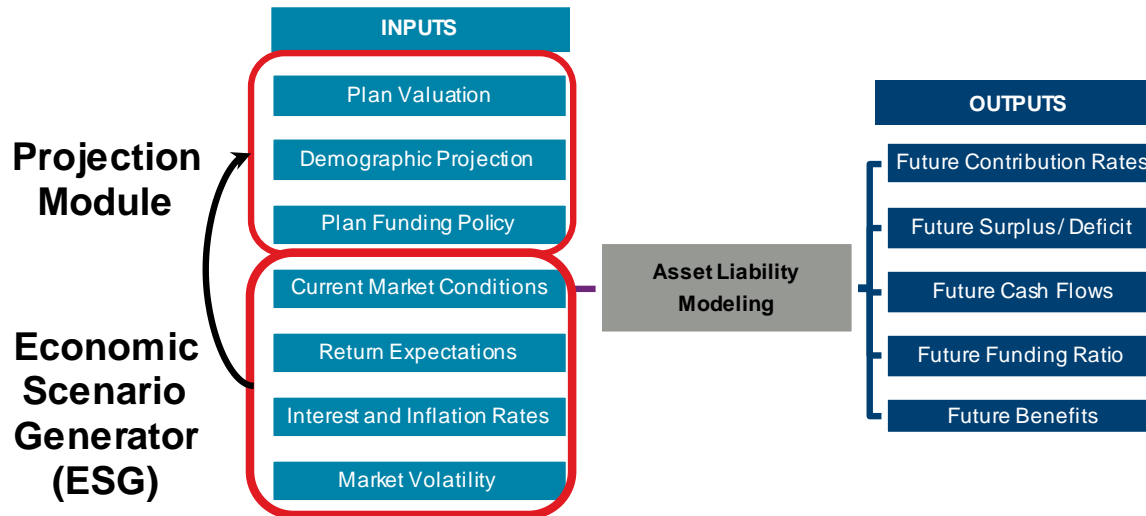 INPUTS
Plan Valuation
Demographic Projection
Plan Funding Policy
Current Market Conditions
Return Expectations
Interest and Inflation Rates
Market Volatility
Projection
Module
Economic
Scenario
Generator
(ESG)
Asset Liability
Modeling
OUTPUTS
Future Contribution Rates
Future Surplus/ Deficit
Future Cash Flows
Future Funding Ratio
Future Benefits